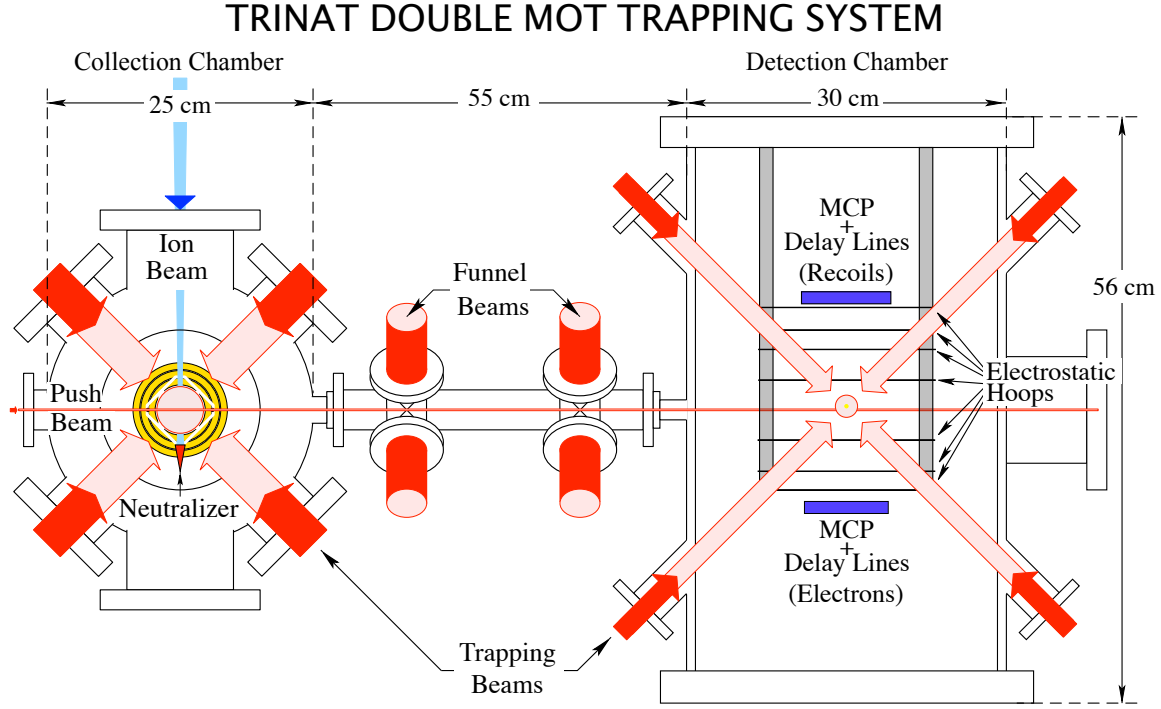 TRINAT DOUBLE MOT TRAPPING SYSTEM
Collection Chamber
Detection Chamber
25 cm
55 cm
30 cm
Ion
Beam
Funnel
Beams
MCP
+
Delay Lines
(Recoils)
56 cm
Push
Beam
Electrostatic
Hoops
Neutralizer
MCP
+
Delay Lines
(Electrons)
Trapping
Beams